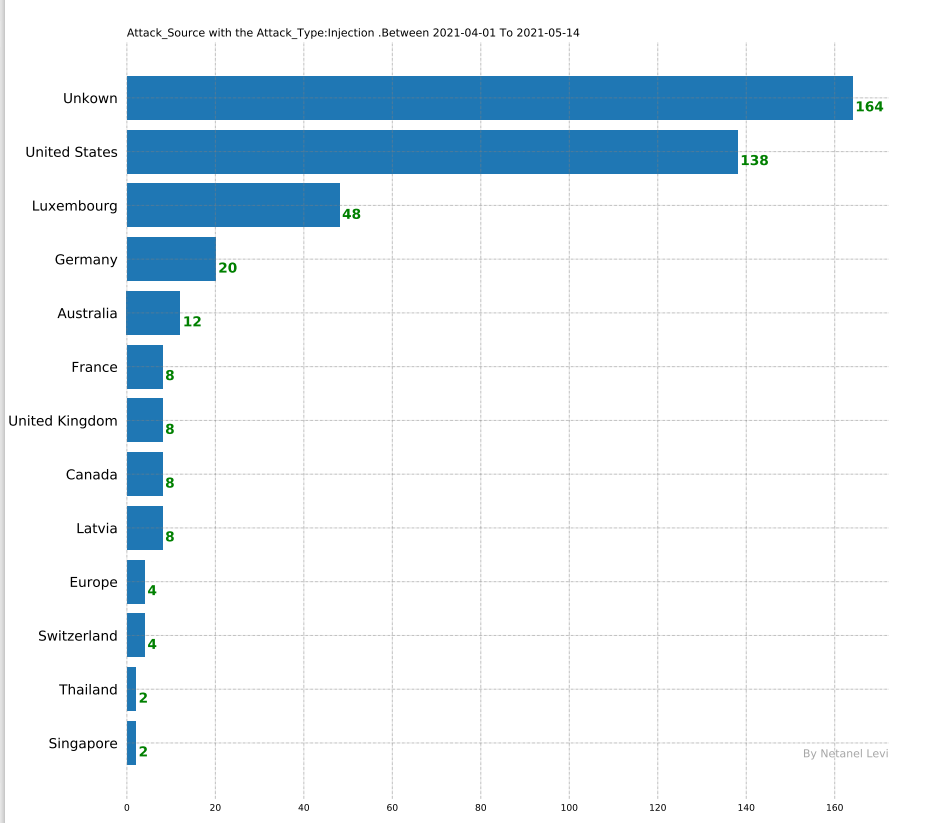 Attack_Source with the Attack_Type:Injection .Between 2021-04-01 To 2021-05-14
Unkown 164
United States 138
Luxembourg 48
Germany 20
Australia 12
France 8
United Kingdom 8
Canada 8
Latvia 8
Europe 4
Switzerland 4
Thailand 2
Singapore 2
By Netanel Levi
0 20 40 60 80 100 120 140 160